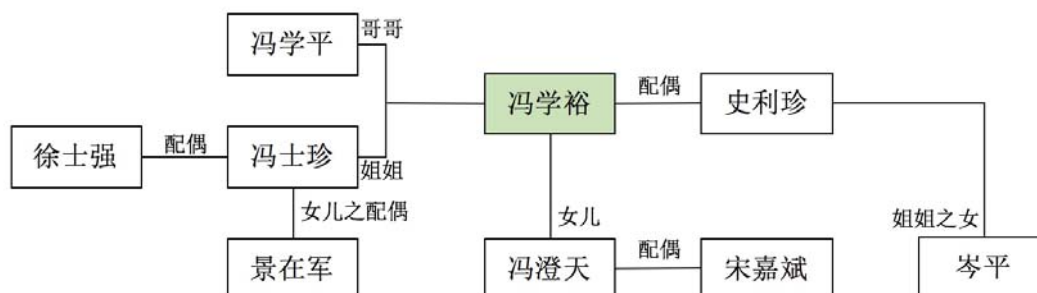 冯学平
哥哥
冯学裕
配偶
史利珍
徐士强
配偶
冯士珍
姐姐
女儿之配偶
女儿
姐姐之女
景在军
冯澄天
配偶
宋嘉斌
岑平